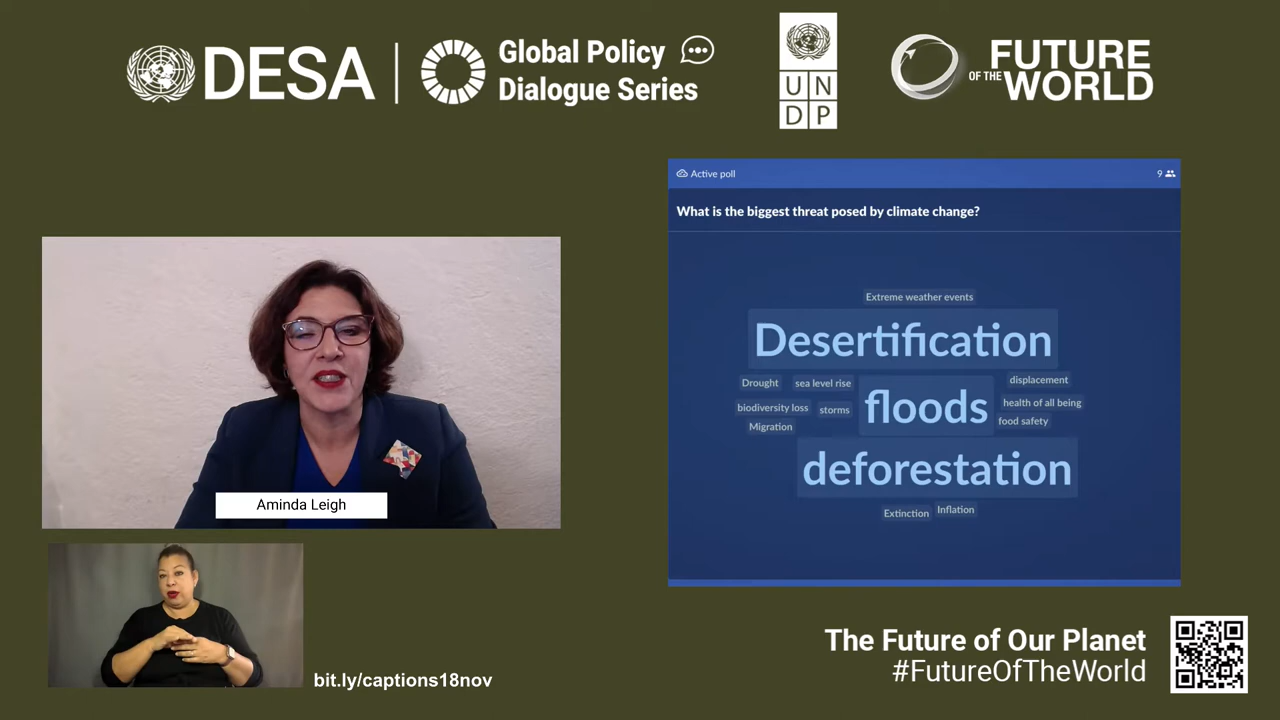 DESA
Global Policy
Dialogue Series
UN
DP
FUTURE
OF THE WORLD
Active poll
9
What is the biggest threat posed by climate change?
Extreme weather events
Desertification
Drought
sea level rise
displacement
biodiversity loss
storms
floods
health of all being
Migration
food safety
deforestation
Extinction
Inflation
Aminda Leigh
bit.ly/captions18nov
The Future of Our Planet
#FutureOfTheWorld